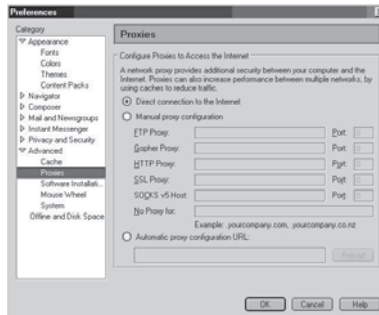 Preferences
Category
Appearance
Fonts
Colors
Themes
Content Packs
Navigator
Composer
Mail and Newsgroups
Instant Messenger
Privacy and Security
Advanced
Cache
Proxies
Software Installati...
Mouse Wheel
System
Offline and Disk Space
Proxies
Configure Proxies to Access the Internet
A network proxy provides additional security between your computer and the
Internet. Proxies can also increase performance between multiple networks, by
using caches to reduce traffic.
Direct connection to the Internet
Manual proxy configuration
FTP Proxy: Port: 0
Gopher Proxy: Port: 0
HTTP Proxy: Port: 0
SSL Proxy: Port: 0
SOCKS v5 Host: Port: 0
No Proxy for:
Example: .yourcompany.com, .yourcompany.co.nz
Automatic proxy configuration URL:
Reload
OK Cancel Help